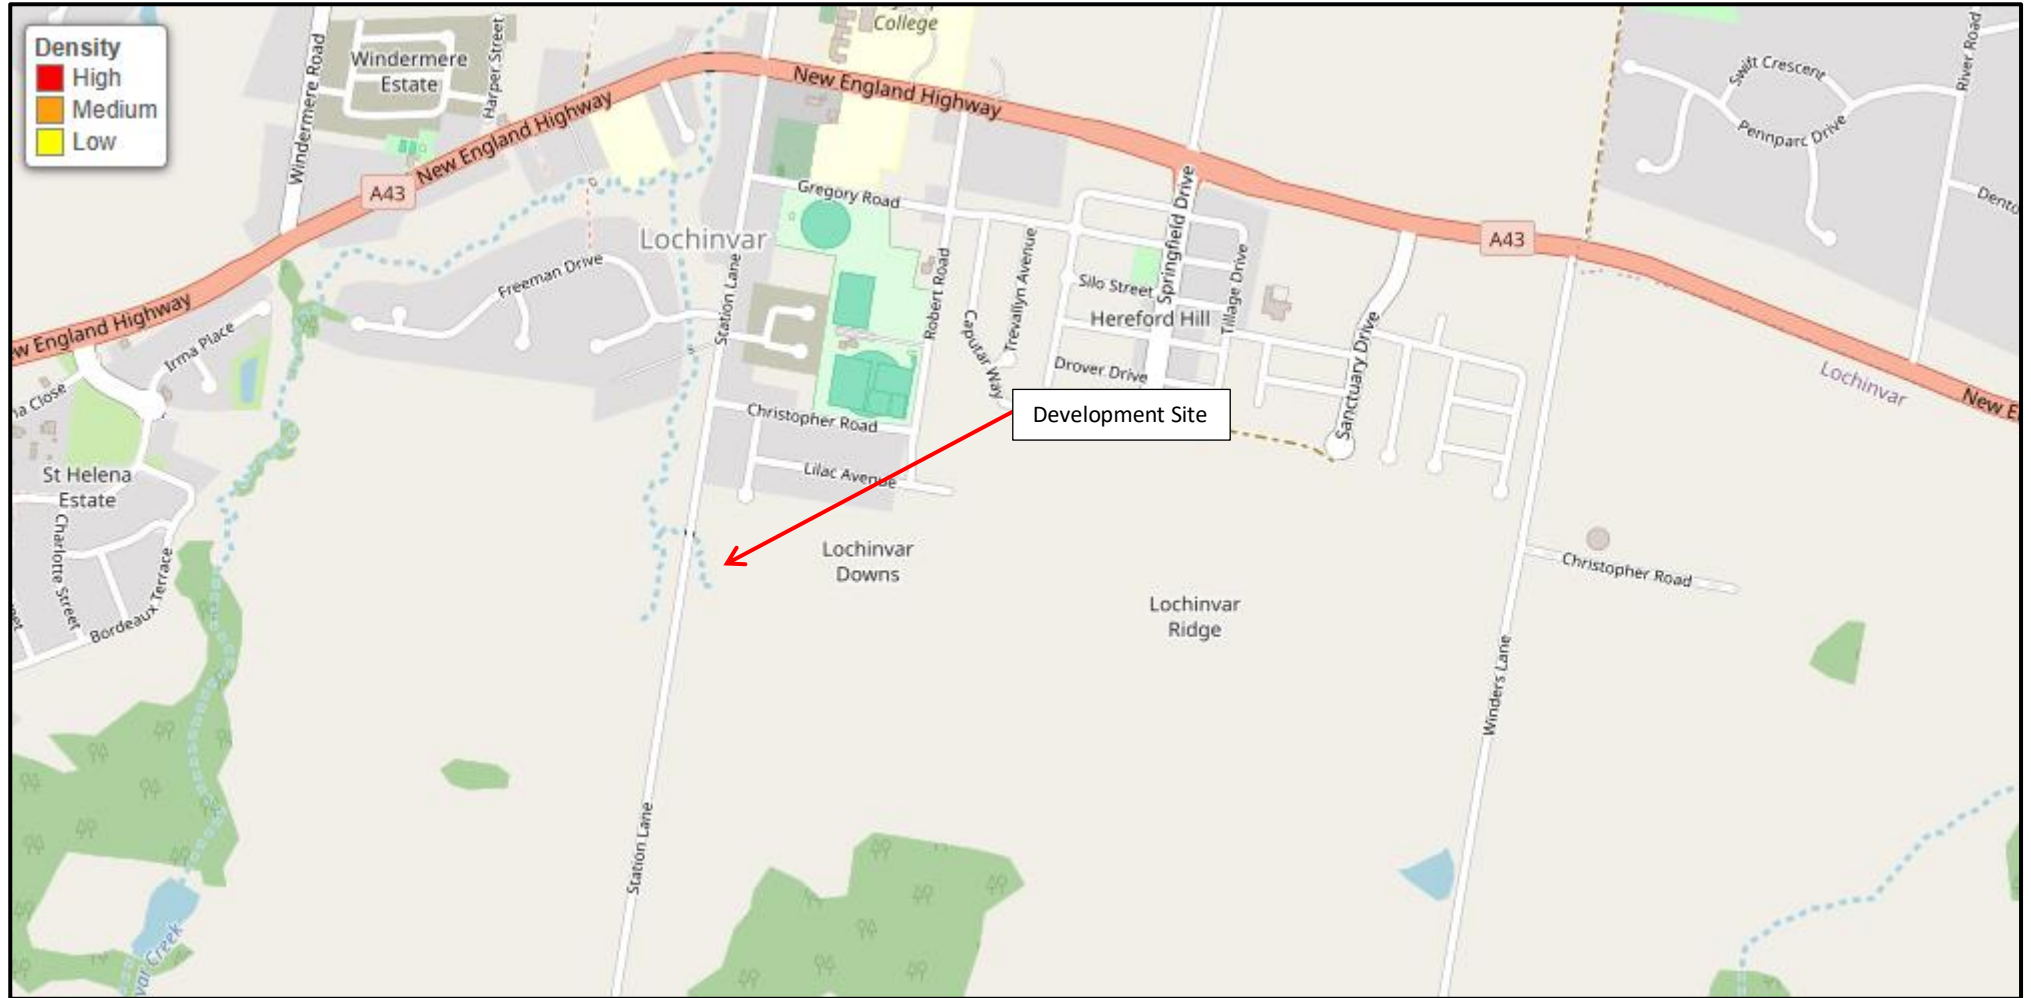 Density
High
Medium
Low
Windermere Road
Windermere
Estate
Harper Street
College
New England Highway
New England Highway
A43
Swift Crescent
Pennparc Drive
River Road
Gregory Road
Lochinvar
Freeman Drive
Station Lane
Robert Road
Caputar Way
Trevallyn Avenue
Silo Street
Springfield Drive
Tillage Drive
Hereford Hill
Drover Drive
Sanctuary Drive
A43
Lochinvar
New England Highway
Irma Place
Christopher Road
Lilac Avenue
Development Site
St Helena
Estate
Charlotte Street
Bordeaux Terrace
Lochinvar
Downs
Lochinvar
Ridge
Christopher Road
Winders Lane
Station Lane
Creek